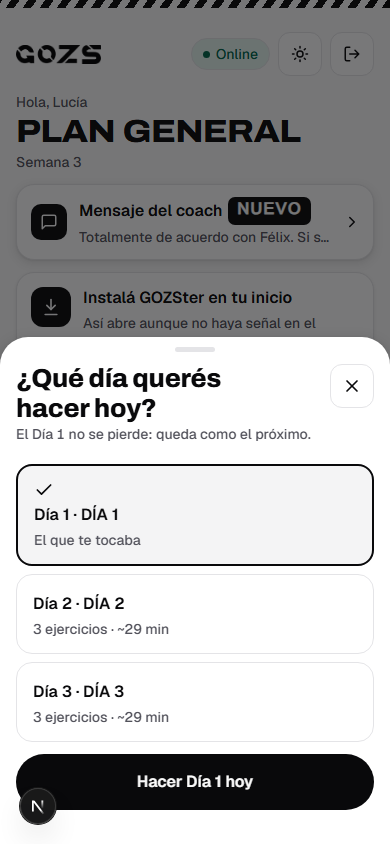 GOZS
Online
Hola, Lucía
PLAN GENERAL
Semana 3
Mensaje del coach NUEVO
Totalmente de acuerdo con Félix. Si s...
Instalá GOZSter en tu inicio
Así abre aunque no haya señal en el
¿Qué día querés
hacer hoy?
El Día 1 no se pierde: queda como el próximo.
Día 1 · DÍA 1
El que te tocaba
Día 2 · DÍA 2
3 ejercicios · ~29 min
Día 3 · DÍA 3
3 ejercicios · ~29 min
Hacer Día 1 hoy
N